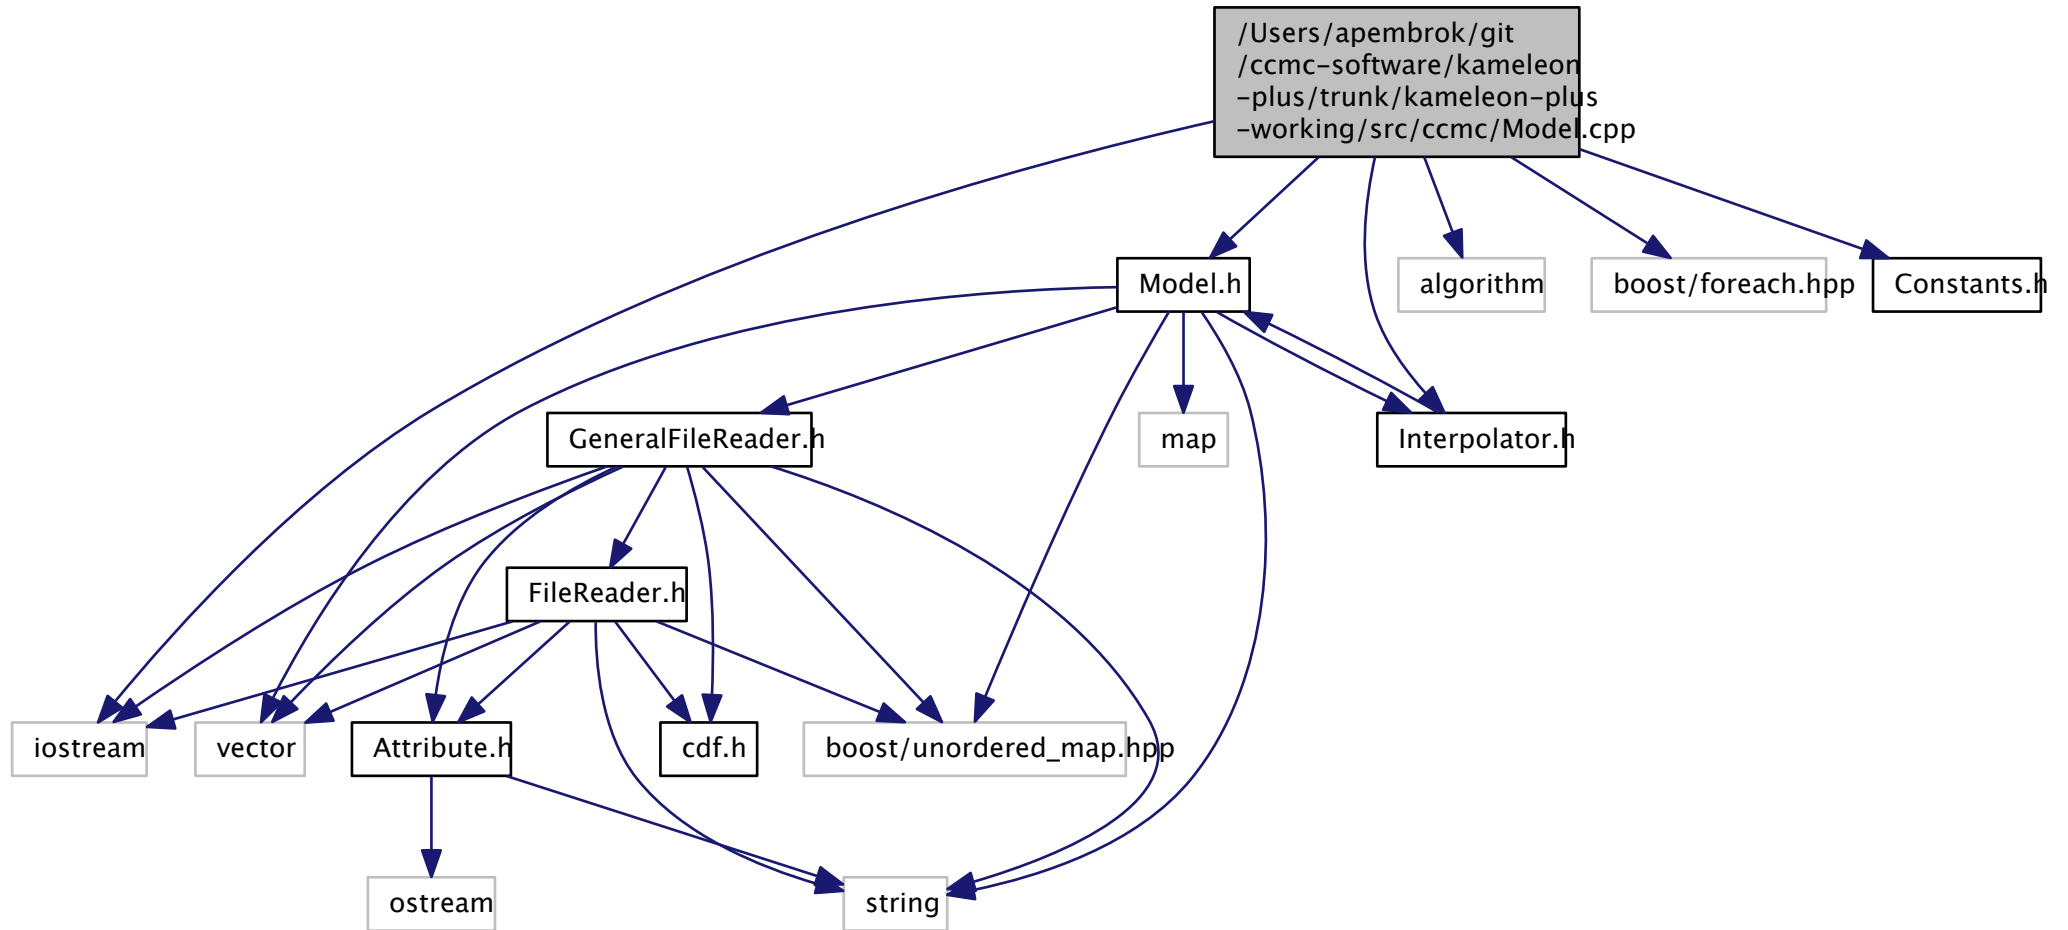 /Users/apembrok/git
/ccmc-software/kameleon
-plus/trunk/kameleon-plus
-working/src/ccmc/Model.cpp
Model.h
algorithm
boost/foreach.hpp
Constants.h
GeneralFileReader.h
map
Interpolator.h
FileReader.h
iostream
vector
Attribute.h
cdf.h
boost/unordered_map.hpp
ostream
string